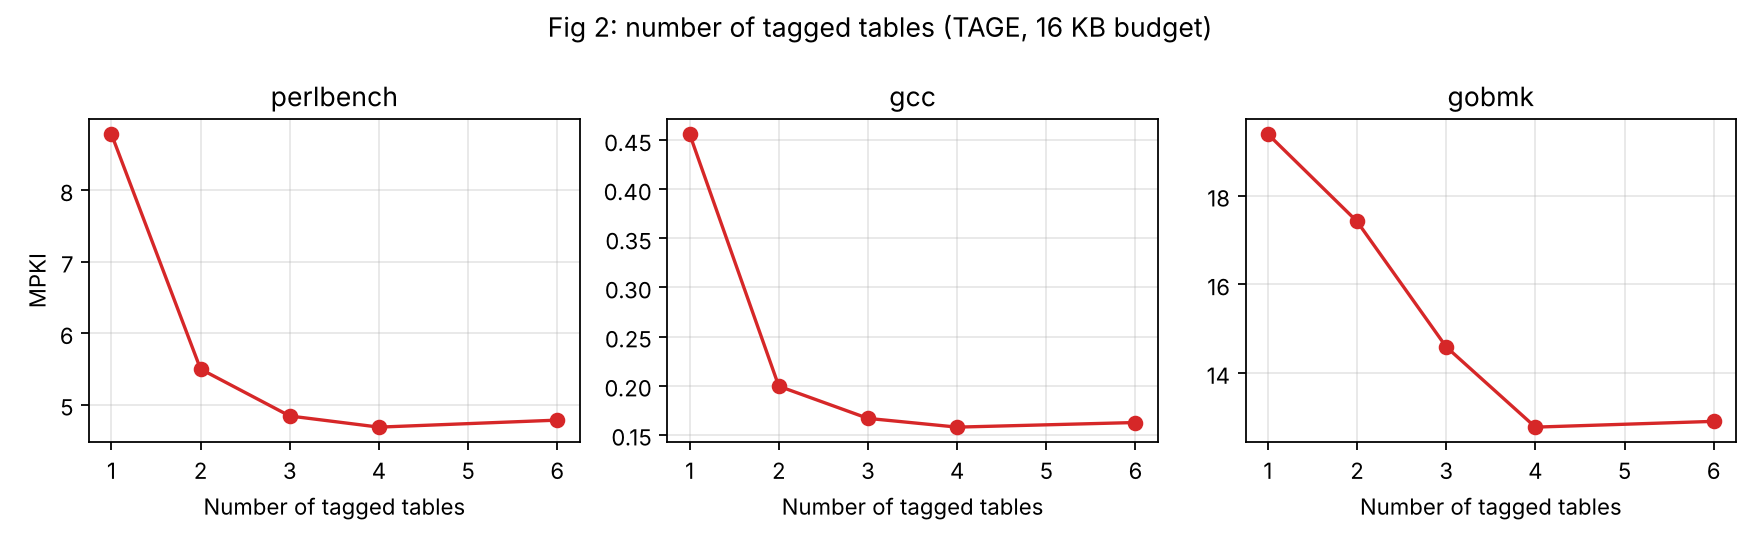 Fig 2: number of tagged tables (TAGE, 16 KB budget)
perlbench
MPKI
8
7
6
5
1 2 3 4 5 6
Number of tagged tables
gcc
0.45
0.40
0.35
0.30
0.25
0.20
0.15
1 2 3 4 5 6
Number of tagged tables
gobmk
18
16
14
1 2 3 4 5 6
Number of tagged tables